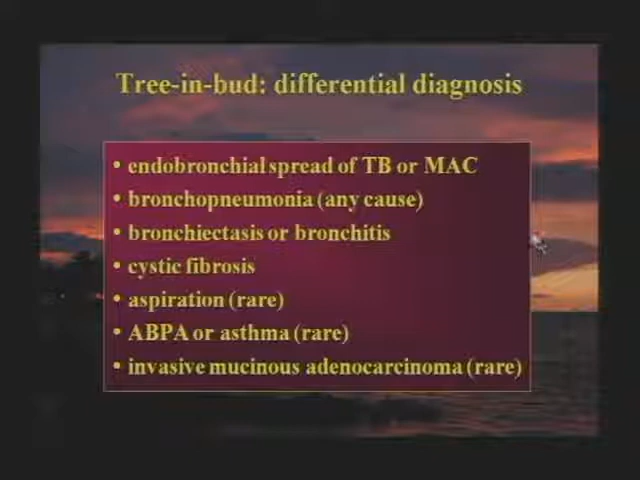 Tree-in-bud: differential diagnosis
• endobronchial spread of TB or MAC
• bronchopneumonia (any cause)
• bronchiectasis or bronchitis
• cystic fibrosis
• aspiration (rare)
• ABPA or asthma (rare)
• invasive mucinous adenocarcinoma (rare)